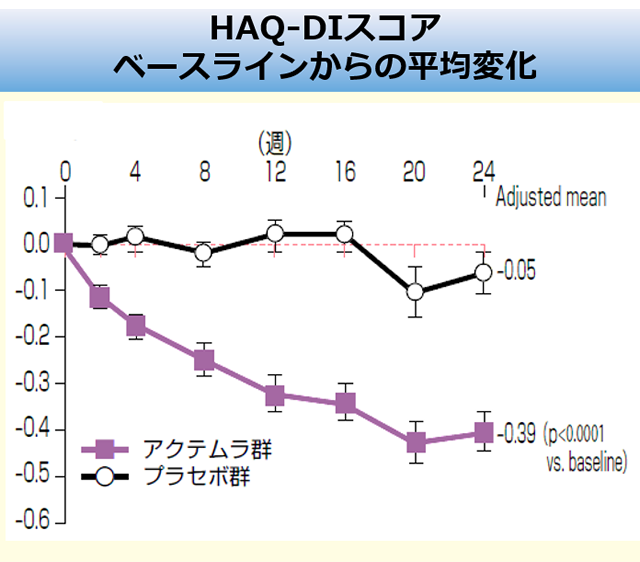 HAQ-DIスコア
ベースラインからの平均変化
(週)
0 4 8 12 16 20 24
0.1
Adjusted mean
0.0
-0.05
-0.1
-0.2
-0.3
-0.4
-0.39 (p<0.0001
vs. baseline)
アクテムラ群
プラセボ群
-0.5
-0.6